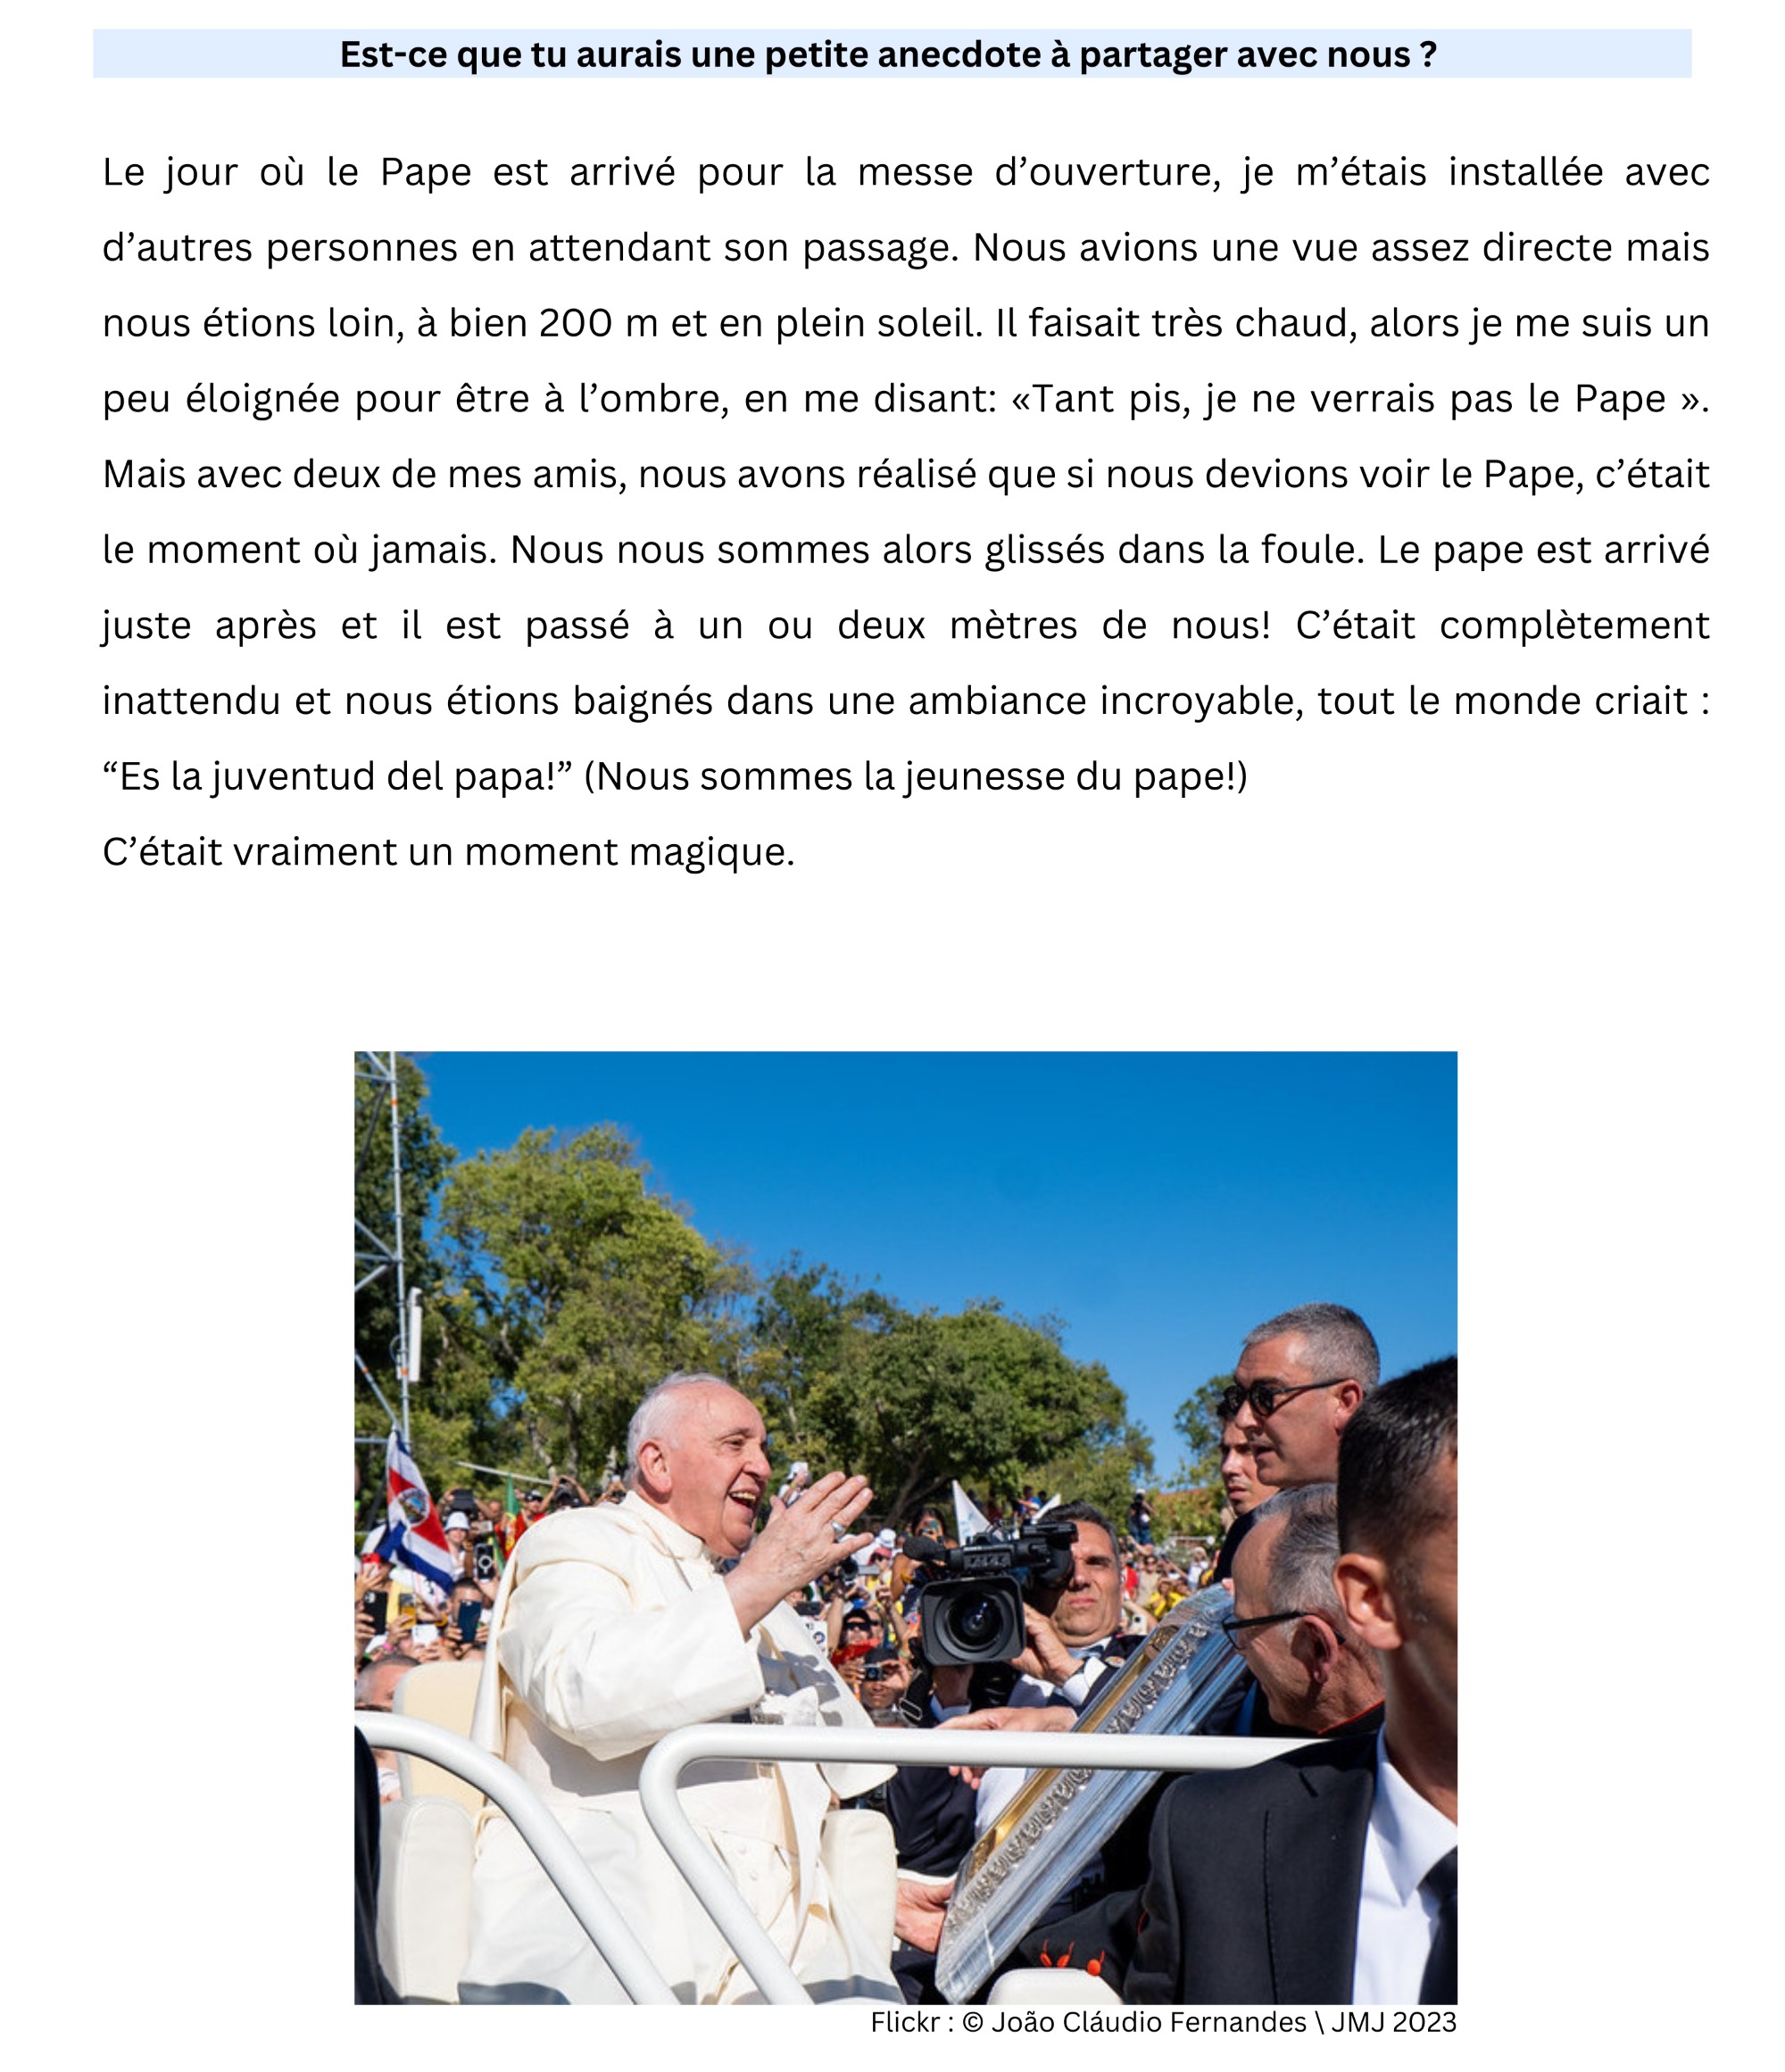 Est-ce que tu aurais une petite anecdote à partager avec nous ?
Le jour où le Pape est arrivé pour la messe d’ouverture, je m’étais installée avec
d’autres personnes en attendant son passage. Nous avions une vue assez directe mais
nous étions loin, à bien 200 m et en plein soleil. Il faisait très chaud, alors je me suis un
peu éloignée pour être à l’ombre, en me disant: «Tant pis, je ne verrais pas le Pape ».
Mais avec deux de mes amis, nous avons réalisé que si nous devions voir le Pape, c’était
le moment où jamais. Nous nous sommes alors glissés dans la foule. Le pape est arrivé
juste après et il est passé à un ou deux mètres de nous! C’était complètement
inattendu et nous étions baignés dans une ambiance incroyable, tout le monde criait :
“Es la juventud del papa!” (Nous sommes la jeunesse du pape!)
C’était vraiment un moment magique.
Flickr : © João Cláudio Fernandes \ JMJ 2023